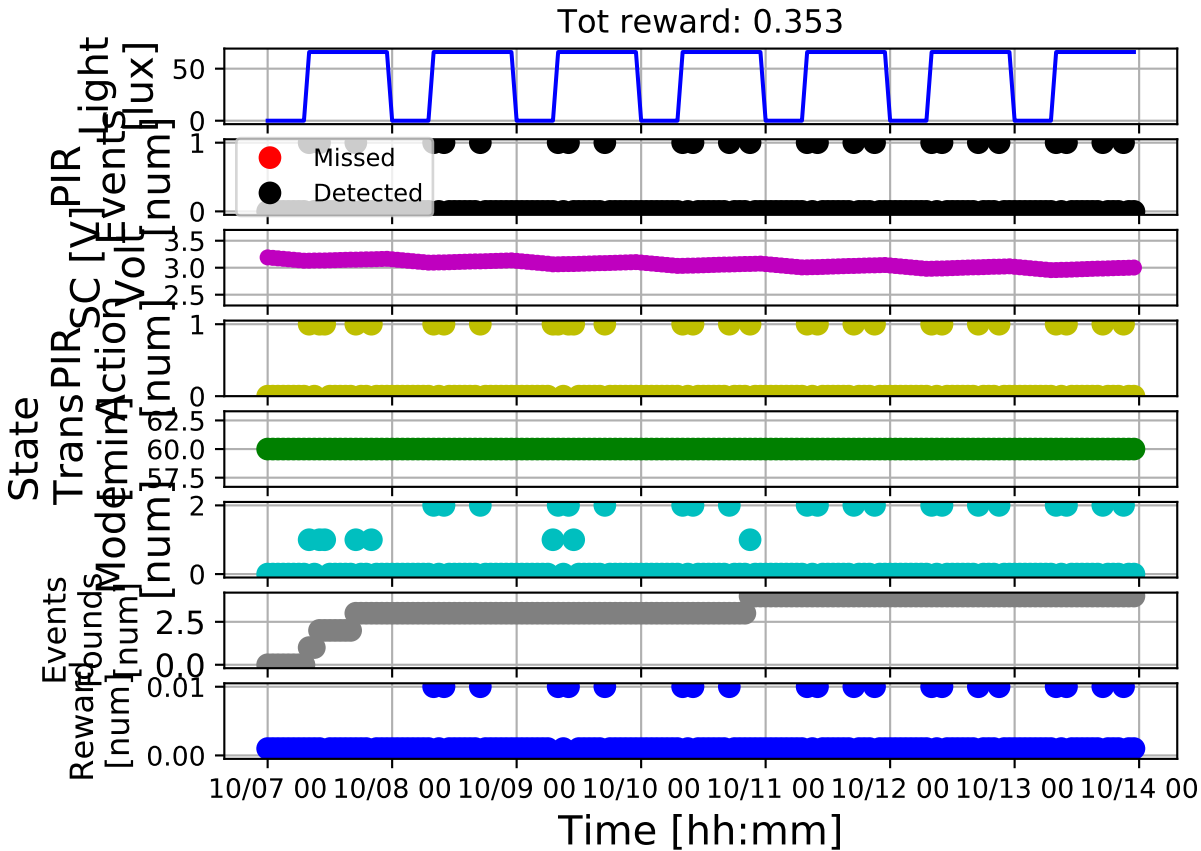 Tot reward: 0.353
Light
[lux]
50
0
PIR
Events
[num]
1
0
Missed
Detected
SC [V]
Volt
3.5
3.0
2.5
PIR
Action
[num]
1
0
State
Trans
[min]
62.5
60.0
57.5
Mode
[num]
2
0
Events
[num]
2.5
0.0
Reward
[num]
0.01
0.00
10/07 00 10/08 00 10/09 00 10/10 00 10/11 00 10/12 00 10/13 00 10/14 00
Time [hh:mm]